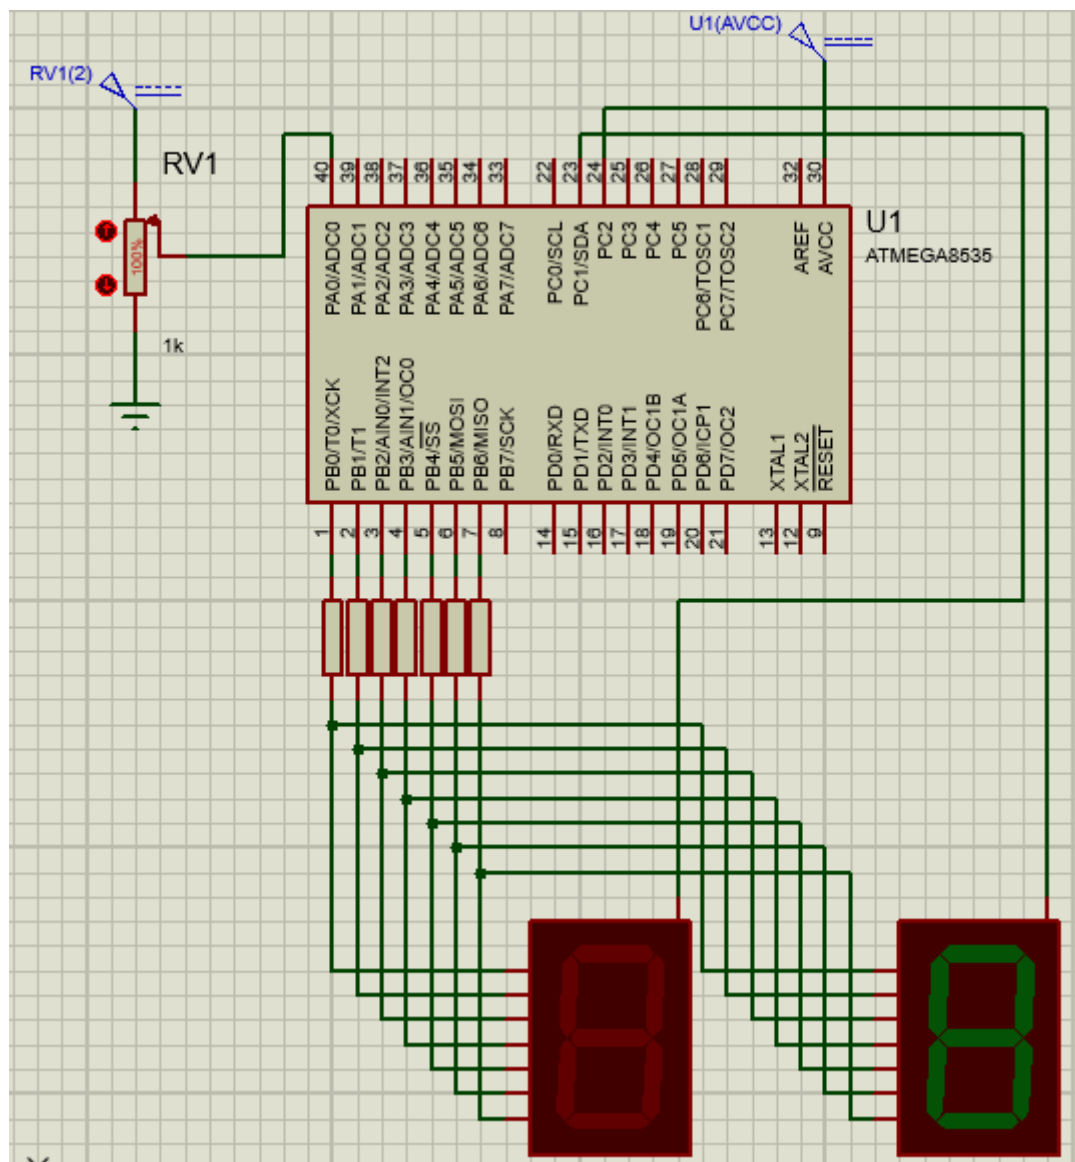 U1(AVCC)
RV1(2)
RV1
100%
1k
U1
ATMEGA8535
40
39
38
37
36
35
34
33
22
23
24
25
26
27
28
29
32
30
PA0/ADC0
PA1/ADC1
PA2/ADC2
PA3/ADC3
PA4/ADC4
PA5/ADC5
PA6/ADC6
PA7/ADC7
PC0/SCL
PC1/SDA
PC2
PC3
PC4
PC5
PC6/TOSC1
PC7/TOSC2
AREF
AVCC
PB0/T0/XCK
PB1/T1
PB2/AIN0/INT2
PB3/AIN1/OC0
PB4/SS
PB5/MOSI
PB6/MISO
PB7/SCK
PD0/RXD
PD1/TXD
PD2/INT0
PD3/INT1
PD4/OC1B
PD5/OC1A
PD6/ICP1
PD7/OC2
XTAL1
XTAL2
RESET
1
2
3
4
5
6
7
8
14
15
16
17
18
19
20
21
13
12
9